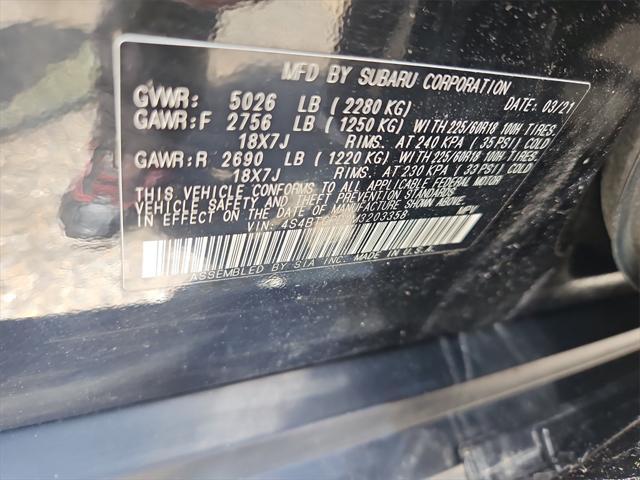 MFD BY SUBARU CORPORATION
GVWR: 5026 LB (2280 KG) DATE: 03/21
GAWR:F 2756 LB (1250 KG) WITH 225/60R18 100H TIRES.
18X7J RIMS. AT 240 KPA (35 PSI) COLD
GAWR:R 2690 LB (1220 KG) WITH 225/60R18 100H TIRES.
18X7J RIMS. AT 230 KPA (33 PSI) COLD
THIS VEHICLE CONFORMS TO ALL APPLICABLE FEDERAL MOTOR
VEHICLE SAFETY AND THEFT PREVENTION STANDARDS
IN EFFECT ON THE DATE OF MANUFACTURE SHOWN ABOVE.
VIN: MPV
ASSEMBLED BY SIA INC. MADE IN U.S.A.